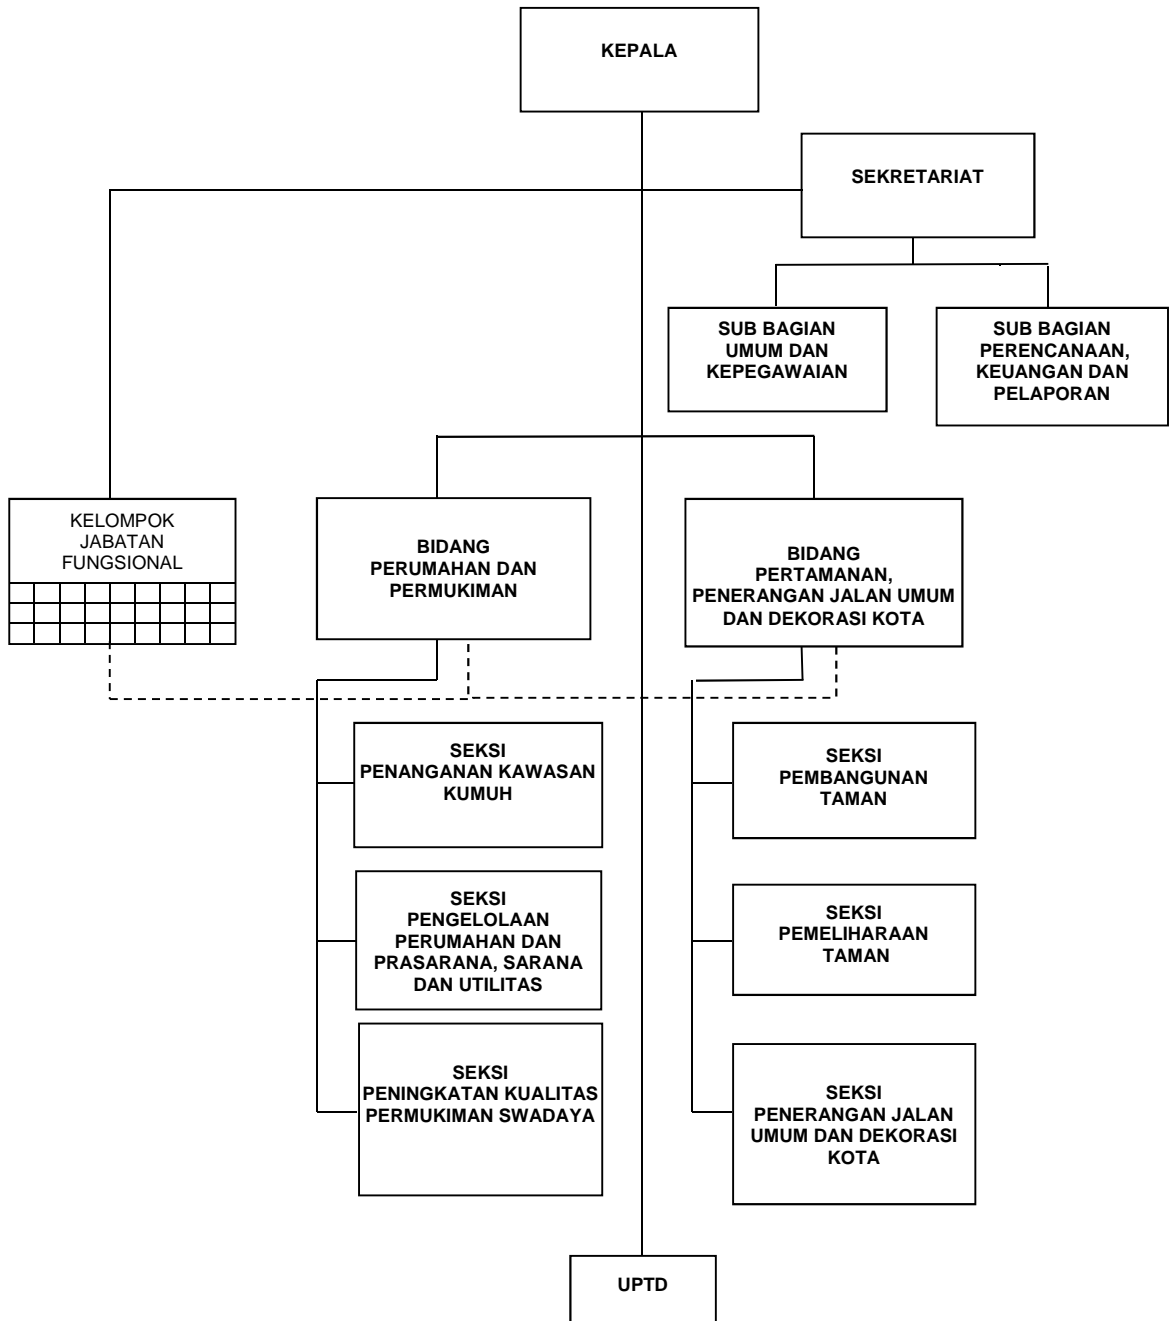 KEPALA
SEKRETARIAT
SUB BAGIAN
UMUM DAN
KEPEGAWAIAN
SUB BAGIAN
PERENCANAAN,
KEUANGAN DAN
PELAPORAN
KELOMPOK
JABATAN
FUNGSIONAL
BIDANG
PERUMAHAN DAN
PERMUKIMAN
BIDANG
PERTAMANAN,
PENERANGAN JALAN UMUM
DAN DEKORASI KOTA
SEKSI
PENANGANAN KAWASAN
KUMUH
SEKSI
PENGELOLAAN
PERUMAHAN DAN
PRASARANA, SARANA
DAN UTILITAS
SEKSI
PENINGKATAN KUALITAS
PERMUKIMAN SWADAYA
SEKSI
PEMBANGUNAN
TAMAN
SEKSI
PEMELIHARAAN
TAMAN
SEKSI
PENERANGAN JALAN
UMUM DAN DEKORASI
KOTA
UPTD